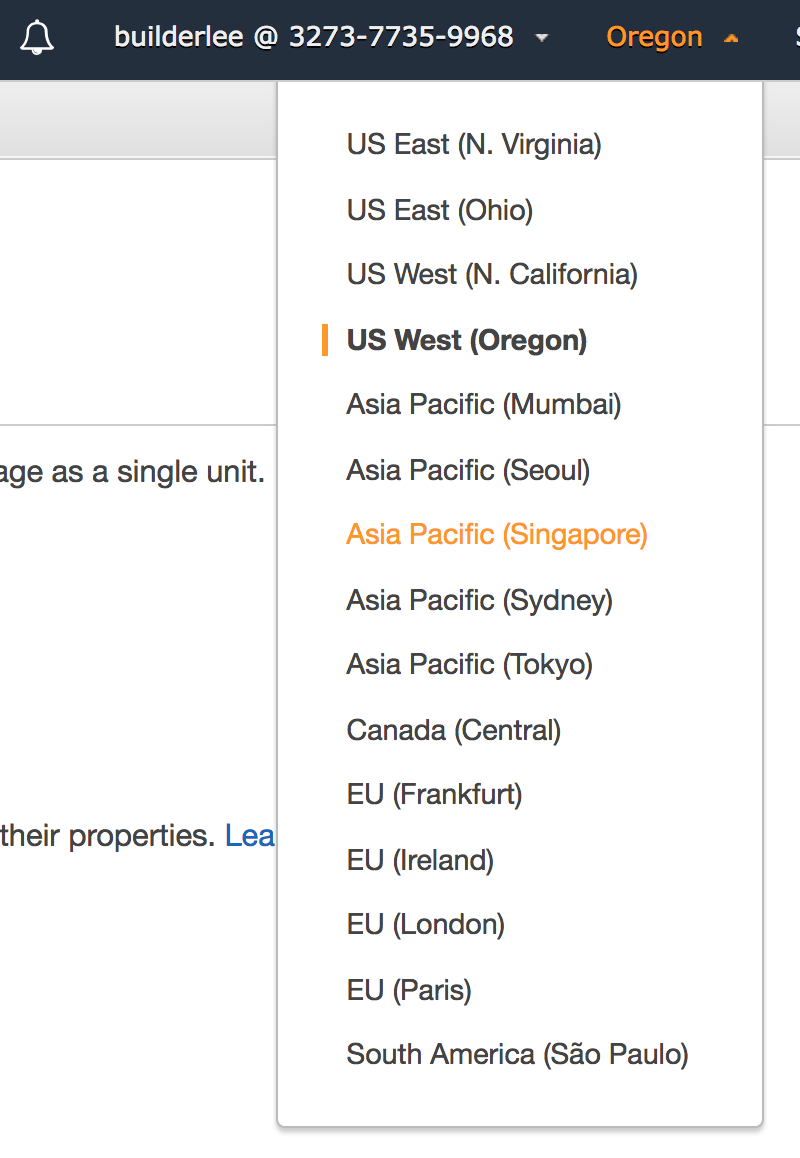 builderlee @ 3273-7735-9968 Oregon
US East (N. Virginia)
US East (Ohio)
US West (N. California)
US West (Oregon)
Asia Pacific (Mumbai)
age as a single unit.
Asia Pacific (Seoul)
Asia Pacific (Singapore)
Asia Pacific (Sydney)
Asia Pacific (Tokyo)
Canada (Central)
EU (Frankfurt)
their properties. Lea
EU (Ireland)
EU (London)
EU (Paris)
South America (São Paulo)